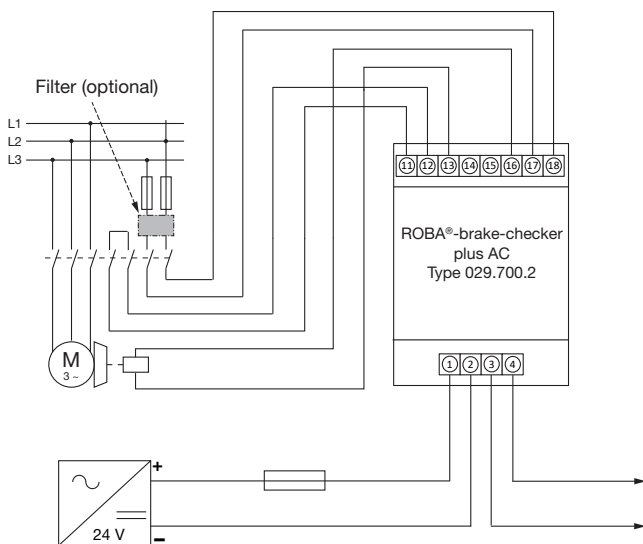 Filter (optional)
L1
L2
L3
11 12 13 14 15 16 17 18
ROBA®-brake-checker
plus AC
Type 029.700.2
M
3 ~
1 2 3 4
+
24 V
–